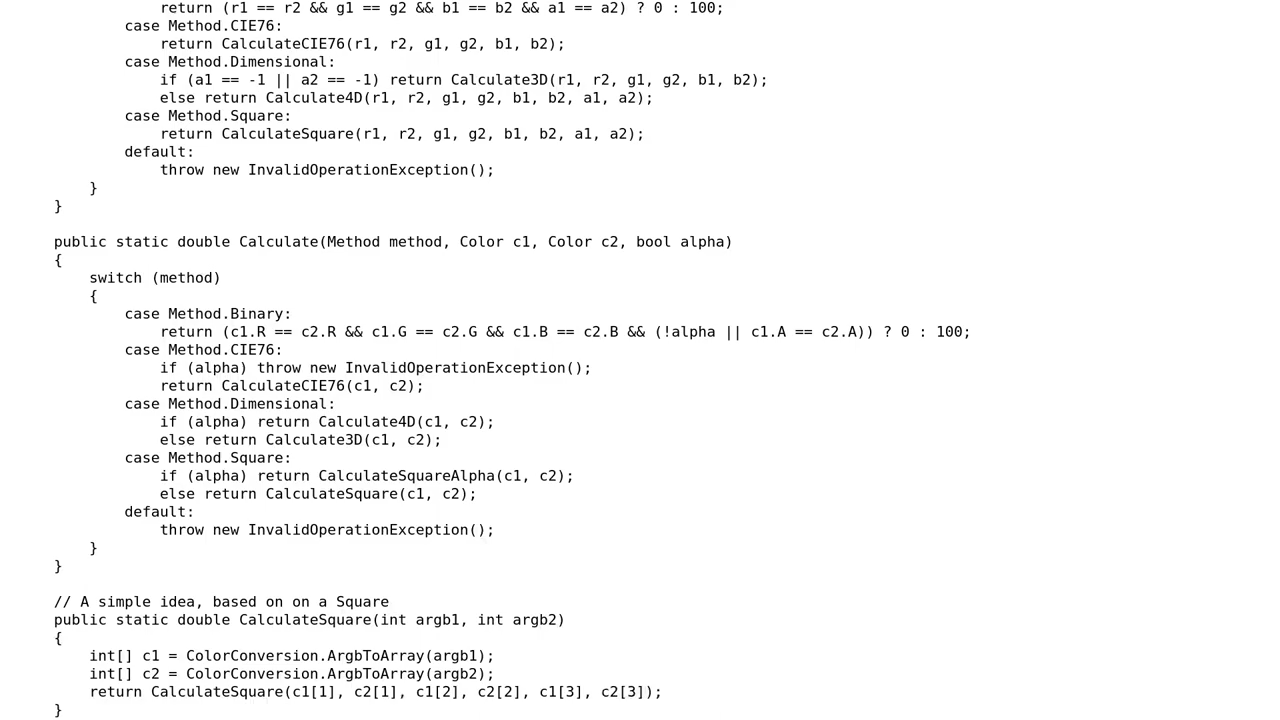 return (r1 == r2 && g1 == g2 && b1 == b2 && a1 == a2) ? 0 : 100;
case Method.CIE76:
return CalculateCIE76(r1, r2, g1, g2, b1, b2);
case Method.Dimensional:
if (a1 == -1 || a2 == -1) return Calculate3D(r1, r2, g1, g2, b1, b2);
else return Calculate4D(r1, r2, g1, g2, b1, b2, a1, a2);
case Method.Square:
return CalculateSquare(r1, r2, g1, g2, b1, b2, a1, a2);
default:
throw new InvalidOperationException();
}
}
public static double Calculate(Method method, Color c1, Color c2, bool alpha)
{
switch (method)
{
case Method.Binary:
return (c1.R == c2.R && c1.G == c2.G && c1.B == c2.B && (!alpha || c1.A == c2.A)) ? 0 : 100;
case Method.CIE76:
if (alpha) throw new InvalidOperationException();
return CalculateCIE76(c1, c2);
case Method.Dimensional:
if (alpha) return Calculate4D(c1, c2);
else return Calculate3D(c1, c2);
case Method.Square:
if (alpha) return CalculateSquareAlpha(c1, c2);
else return CalculateSquare(c1, c2);
default:
throw new InvalidOperationException();
}
}
// A simple idea, based on on a Square
public static double CalculateSquare(int argb1, int argb2)
{
int[] c1 = ColorConversion.ArgbToArray(argb1);
int[] c2 = ColorConversion.ArgbToArray(argb2);
return CalculateSquare(c1[1], c2[1], c1[2], c2[2], c1[3], c2[3]);
}